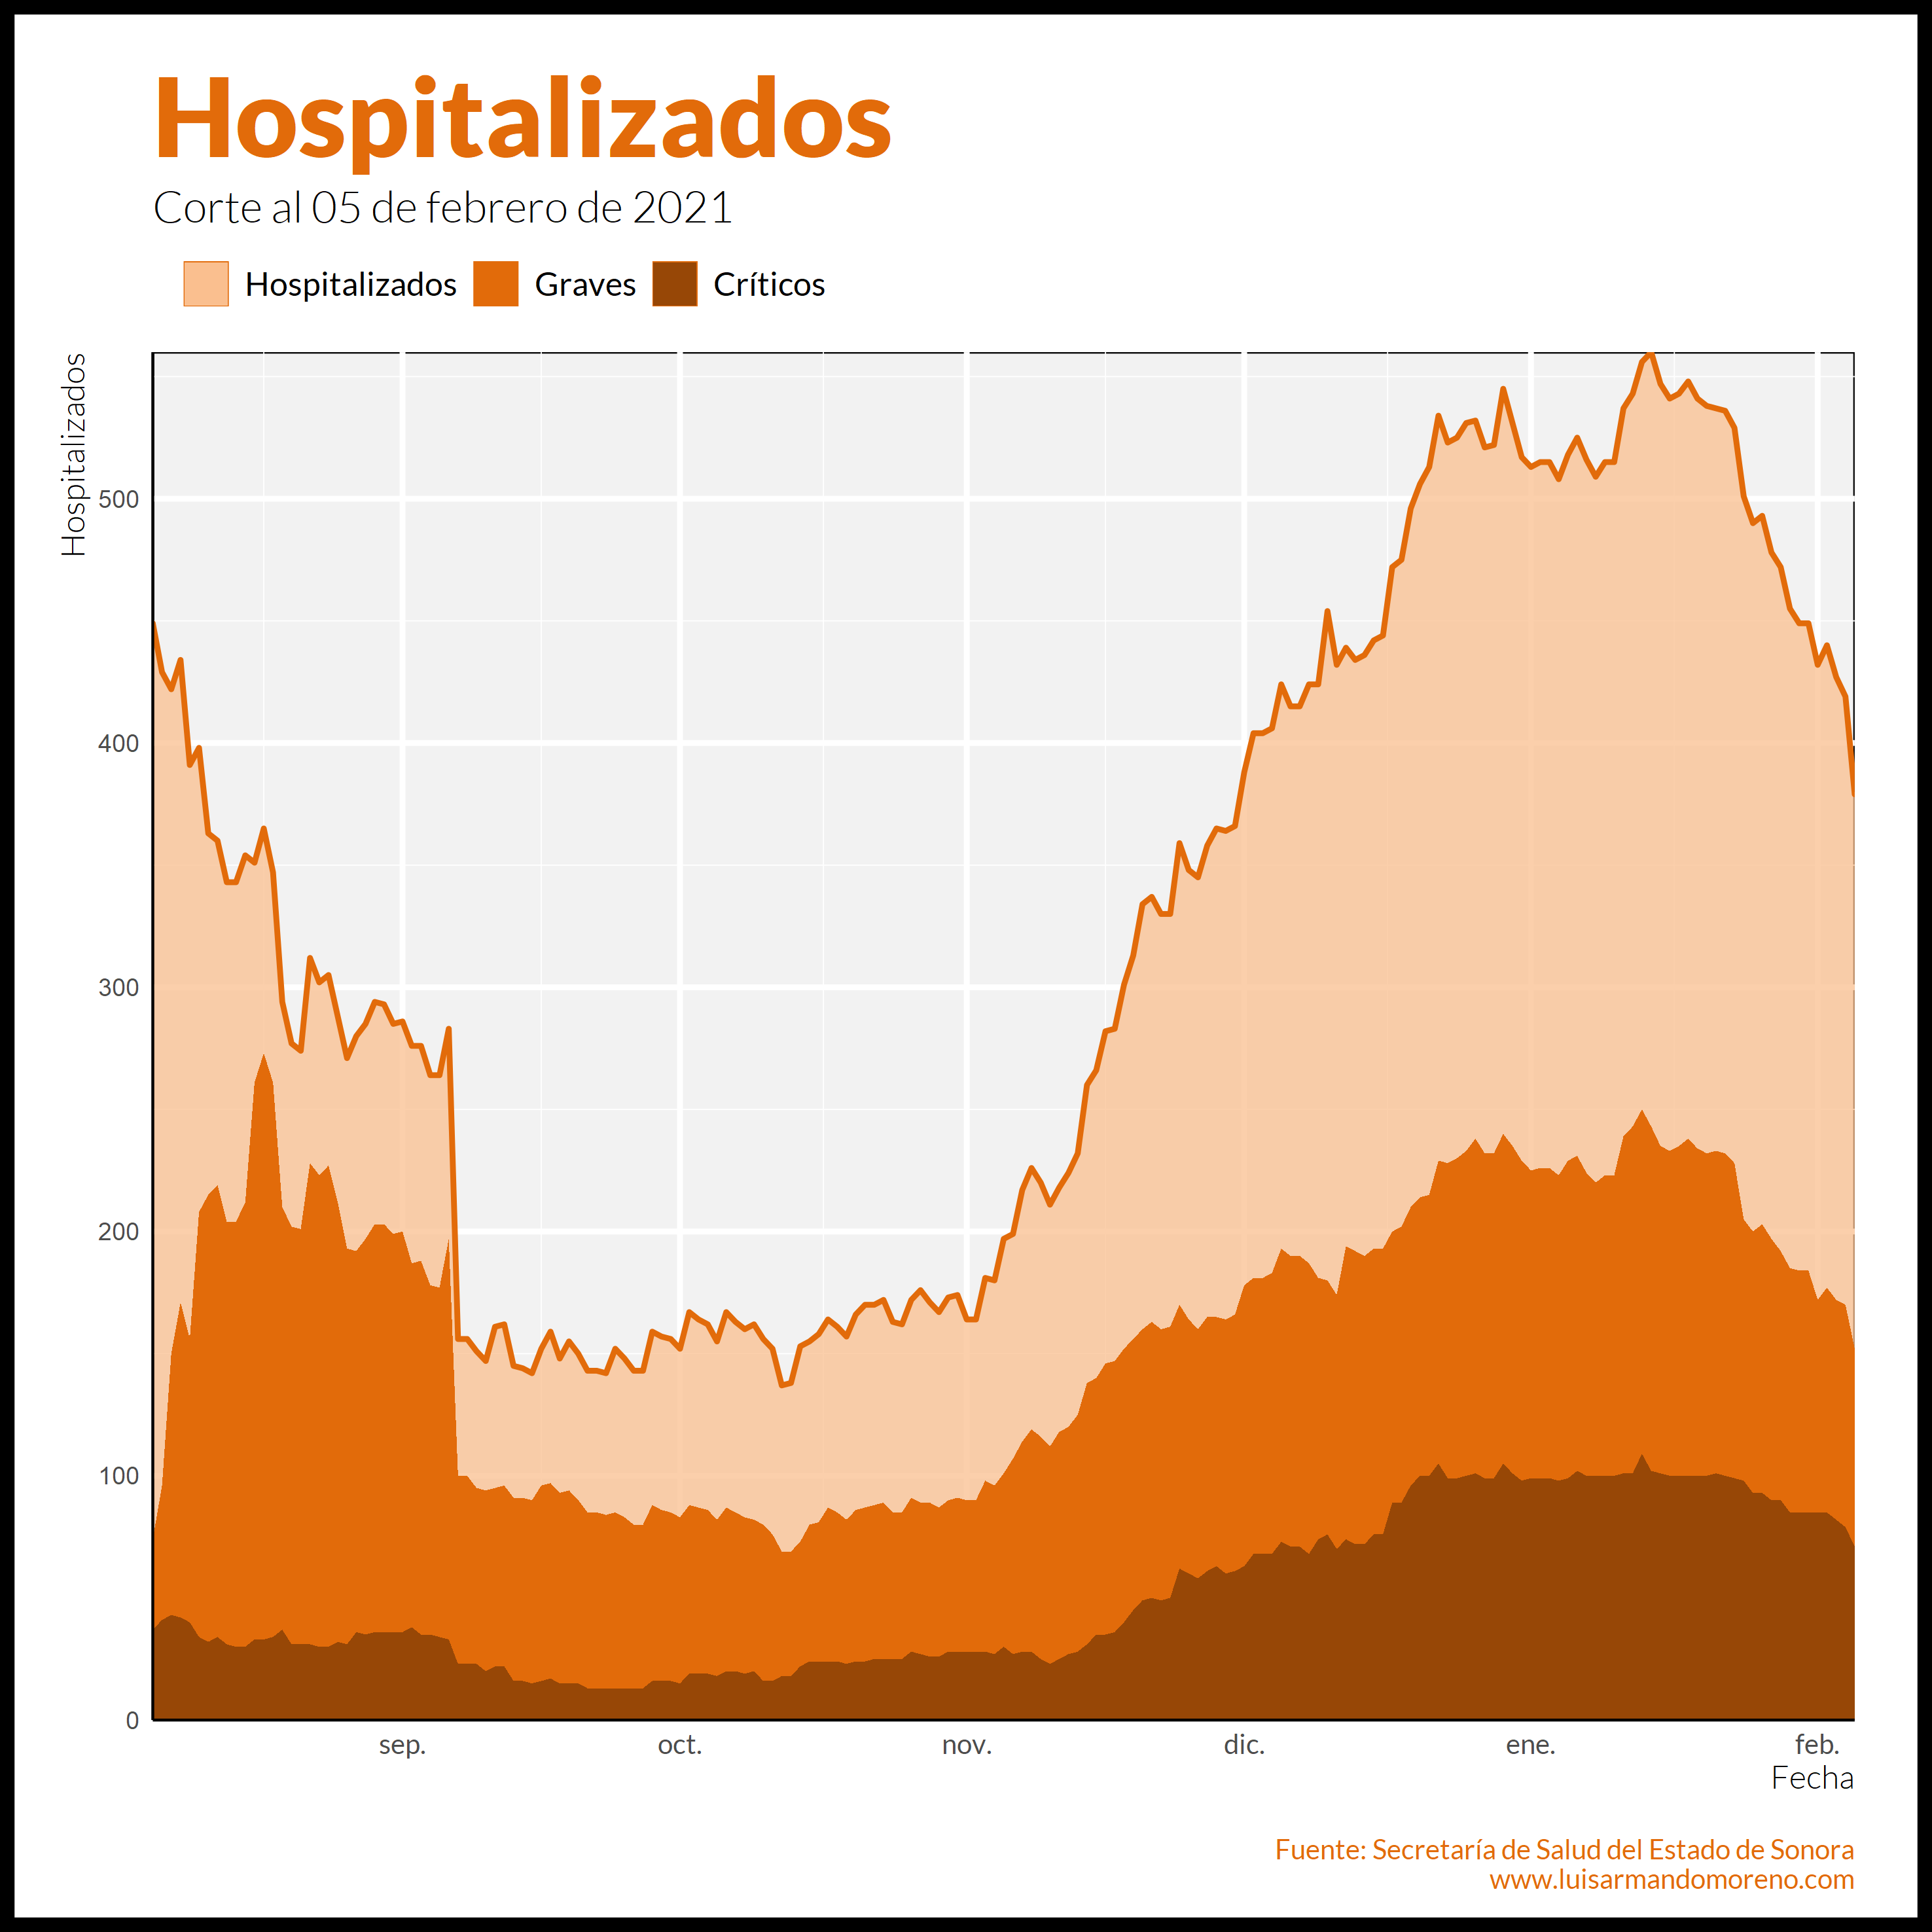 Hospitalizados
Corte al 05 de febrero de 2021
Hospitalizados Graves Críticos
Hospitalizados
500
400
300
200
100
0
sep. oct. nov. dic. ene. feb.
Fecha
Fuente: Secretaría de Salud del Estado de Sonora
www.luisarmandomoreno.com